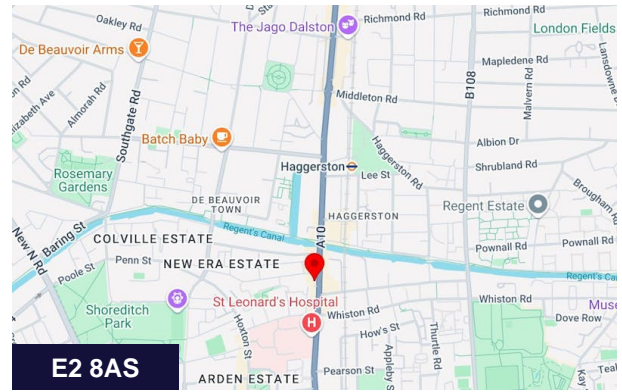 Oakley Rd
De Beauvoir Arms
The Jago Dalston
Richmond Rd
Richmond Rd
London Fields
Lansdowne
Mapledene Rd
Malvern Rd
B108
Middleton Rd
Elizabeth Ave
Almorah Rd
Southgate Rd
Batch Baby
Albion Dr
Haggerston
Haggerston Rd
Shrubland Rd
Lee St
Rosemary
Gardens
DE BEAUVOIR
TOWN
HAGGERSTON
Regent Estate
Brougham Rd
Baring St
New N Rd
Regent's Canal
A10
COLVILLE ESTATE
Pownall Rd
Pownall Rd
Poole St
Penn St
NEW ERA ESTATE
Regent's Canal
Shoreditch
Park
St Leonard's Hospital
Whiston Rd
Whiston Rd
Hoxton St
How's St
Thurtle Rd
Dove Row
Appleby St
Pearson St
ARDEN ESTATE
Kay
E2 8AS